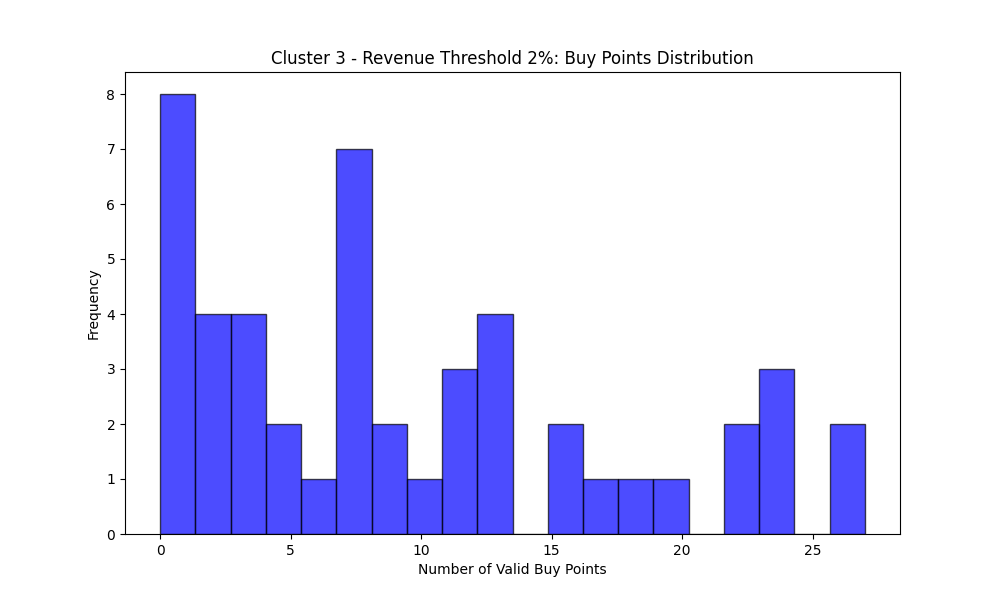 Cluster 3 - Revenue Threshold 2%: Buy Points Distribution
8
7
6
5
4
3
2
1
0
Frequency
0 5 10 15 20 25
Number of Valid Buy Points